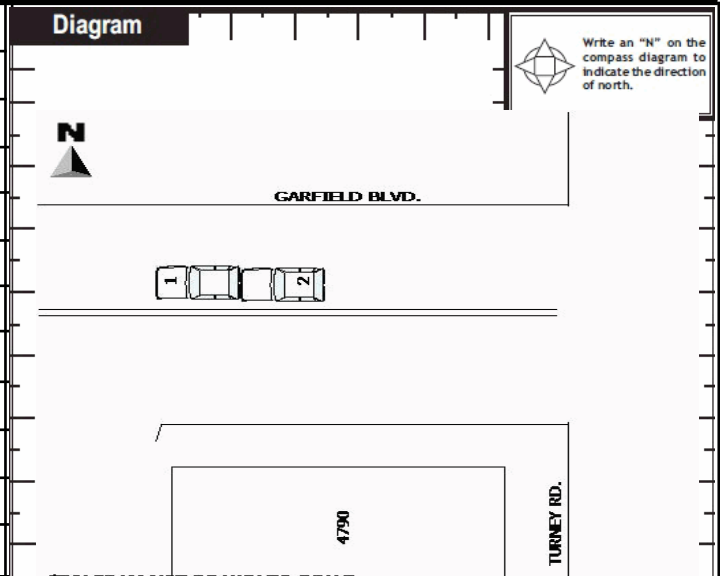 Diagram
Write an “N” on the
compass diagram to
indicate the direction
of north.
N
GARFIELD BLVD.
1
2
4790
TURNEY RD.